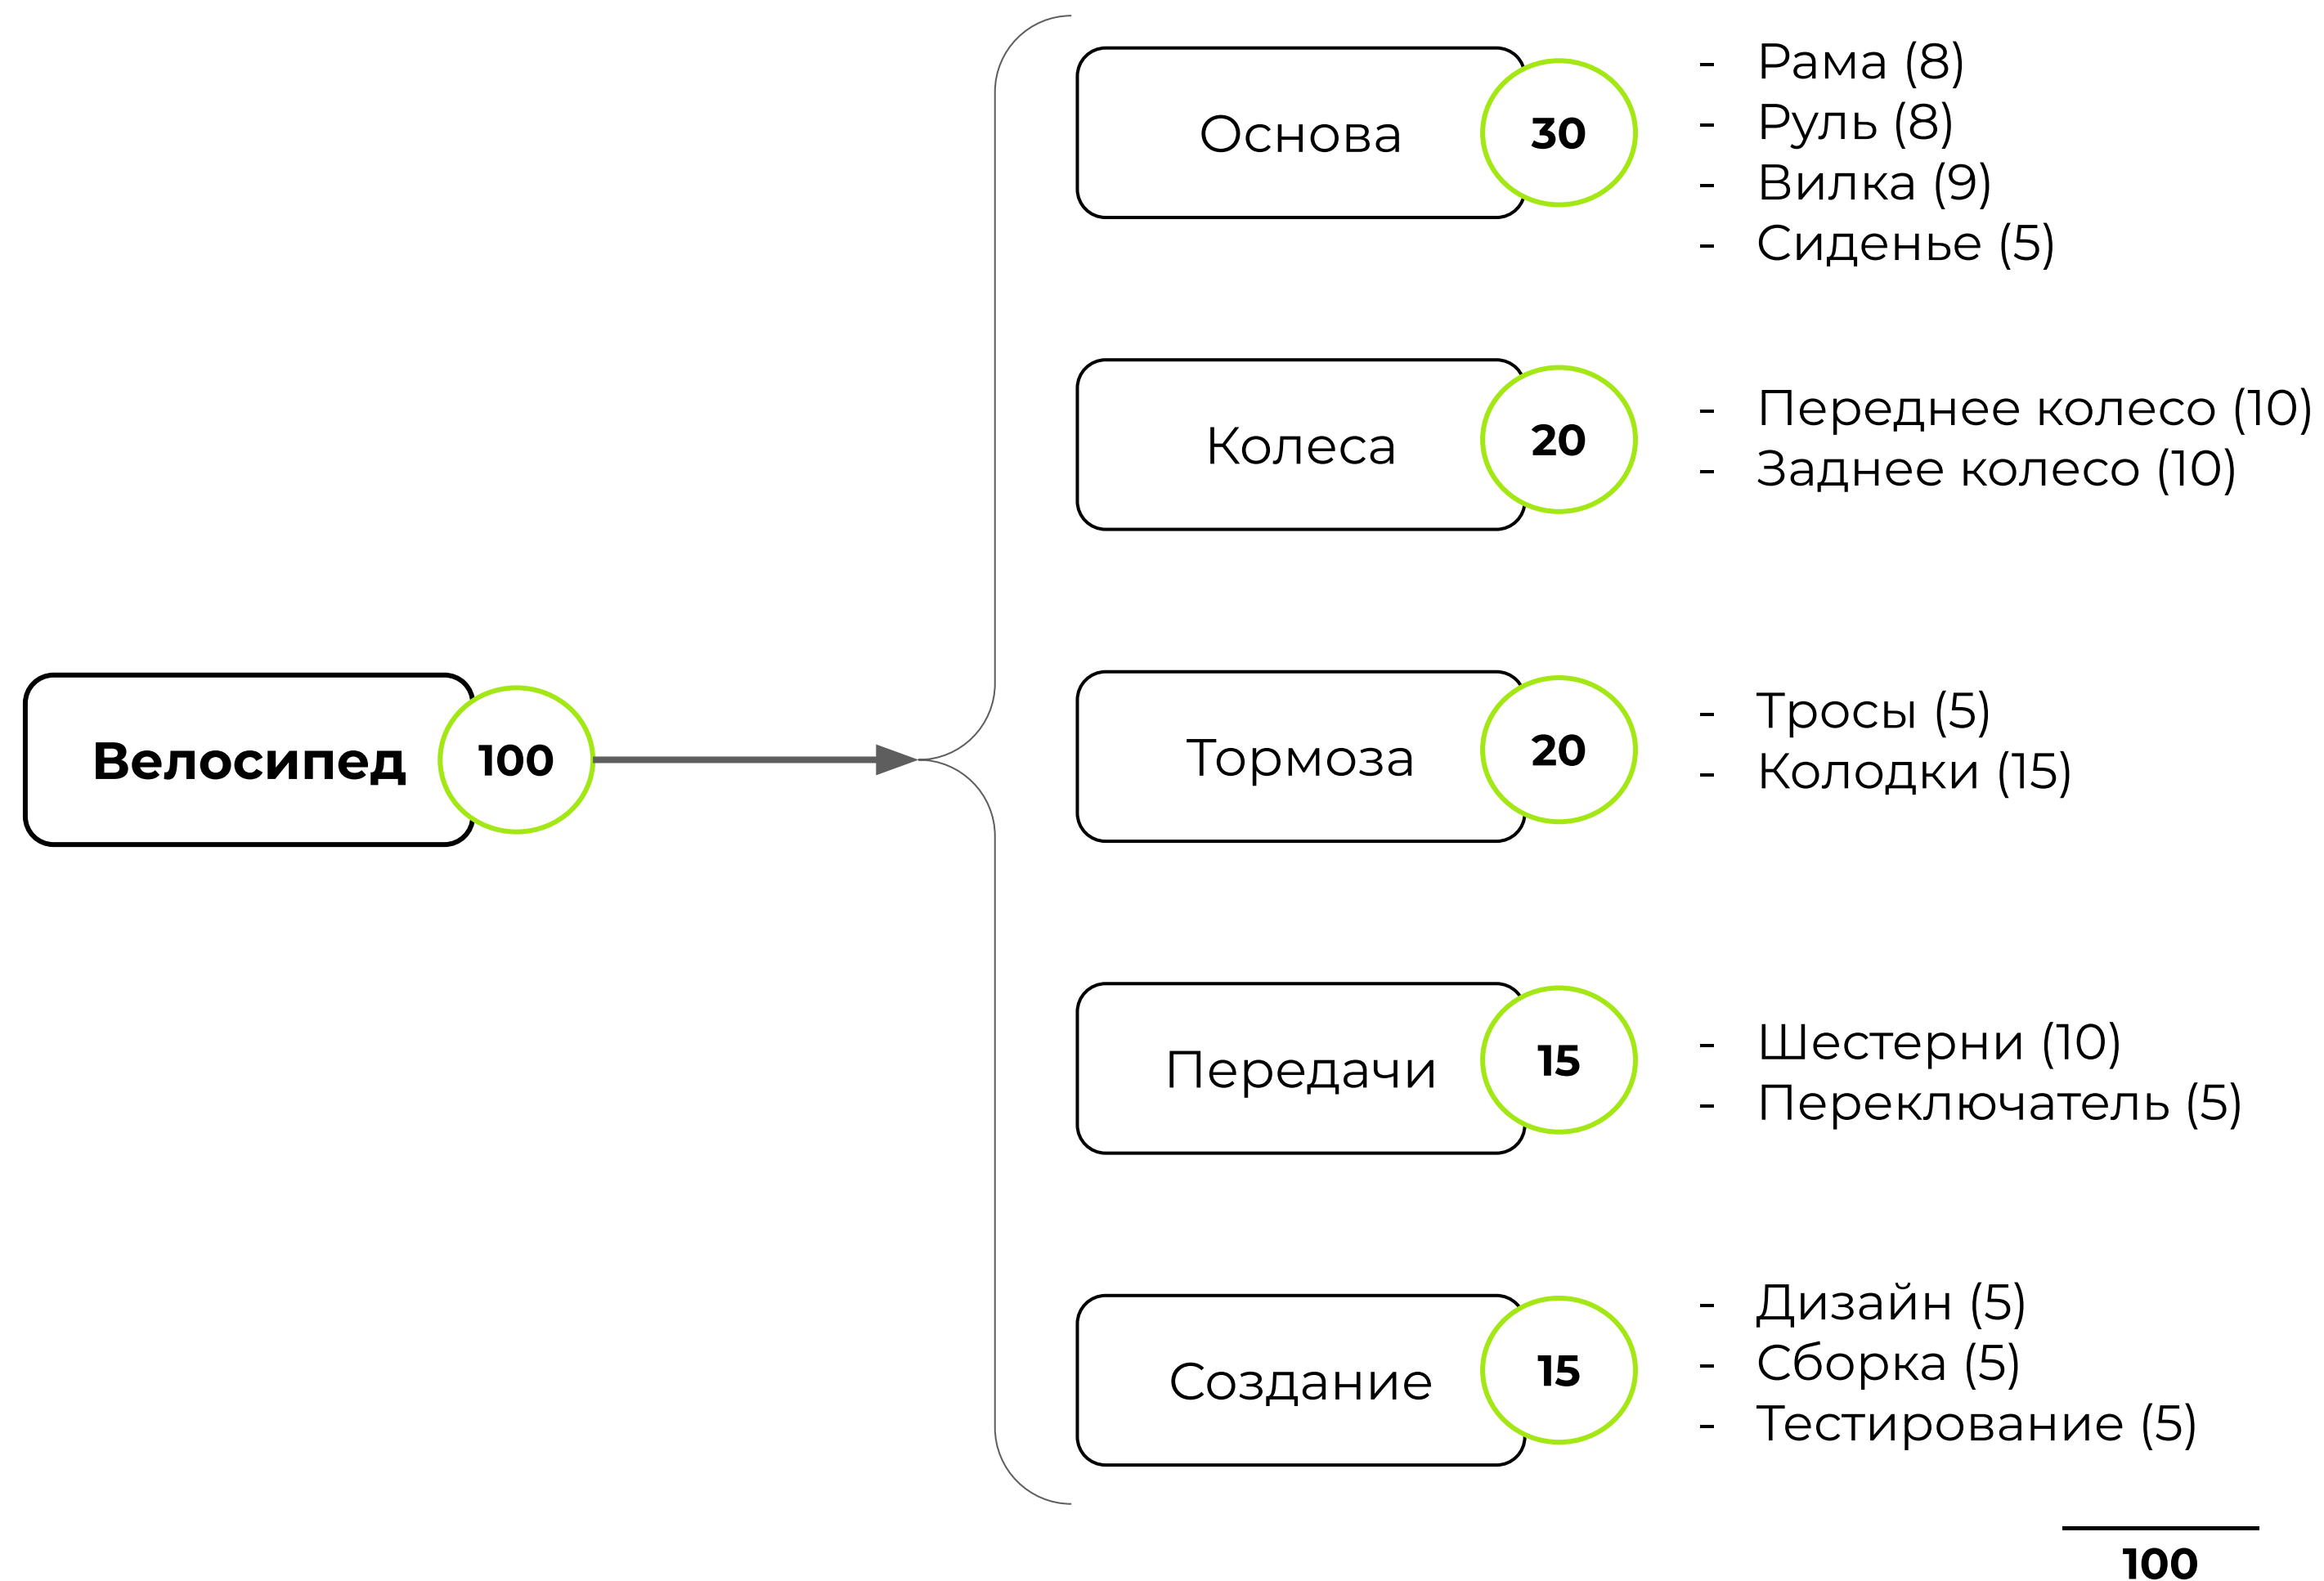 Велосипед
100
Основа
30
- Рама (8)
- Руль (8)
- Вилка (9)
- Сиденье (5)
Колеса
20
- Переднее колесо (10)
- Заднее колесо (10)
Тормоза
20
- Тросы (5)
- Колодки (15)
Передачи
15
- Шестерни (10)
- Переключатель (5)
Создание
15
- Дизайн (5)
- Сборка (5)
- Тестирование (5)
100